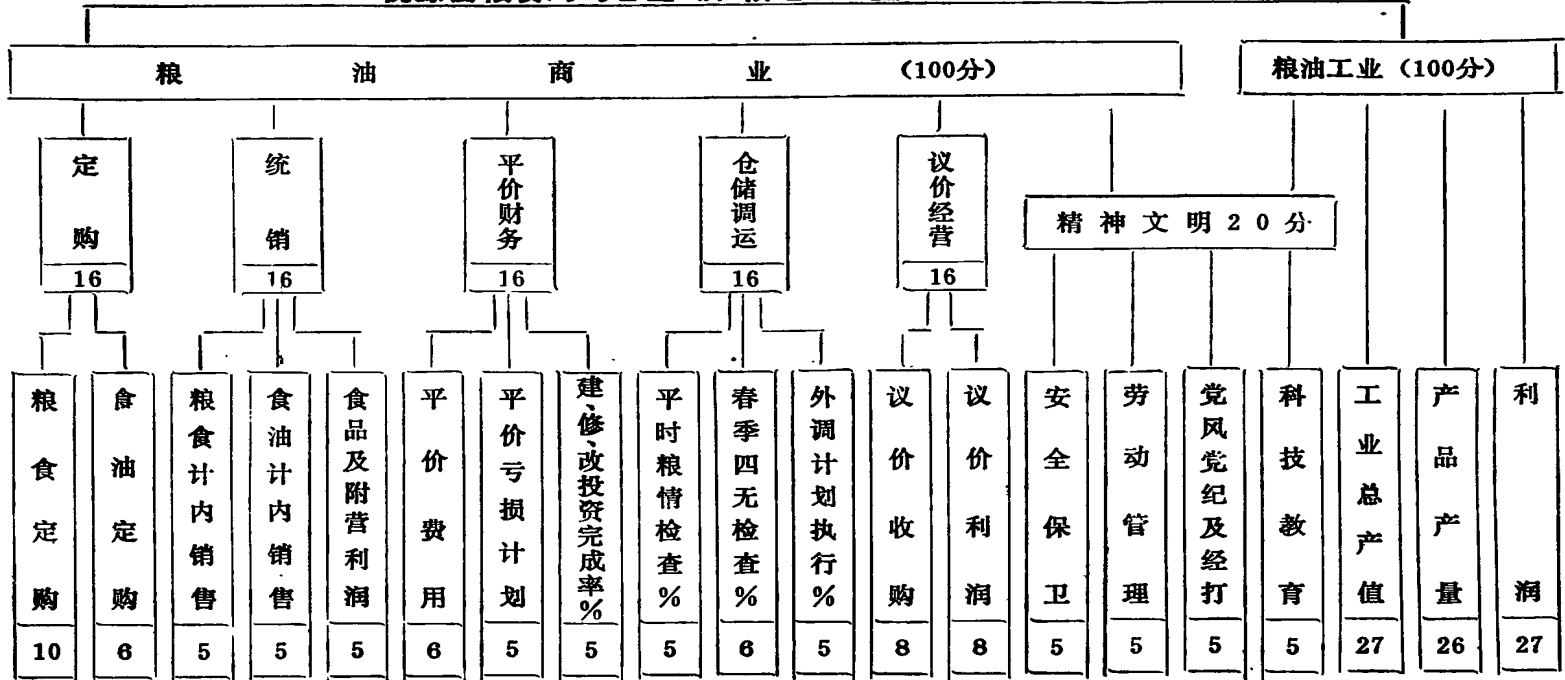 粮油商业（100分）
粮油工业（100分）
定购
16
统销
16
平价财务
16
仓储调运
16
议价经营
16
精神文明20分
粮食定购
10
食油定购
6
粮食计内销售
5
食油计内销售
5
食品及附营利润
5
平价费用
6
平价亏损计划
5
建、修、改投资完成率%
5
平时粮情检查%
5
春季四无检查%
6
外调计划执行%
5
议价收购
8
议价利润
8
安全保卫
5
劳动管理
5
党风党纪及经打
5
科技教育
5
工业总产值
27
产品产量
26
利润
27